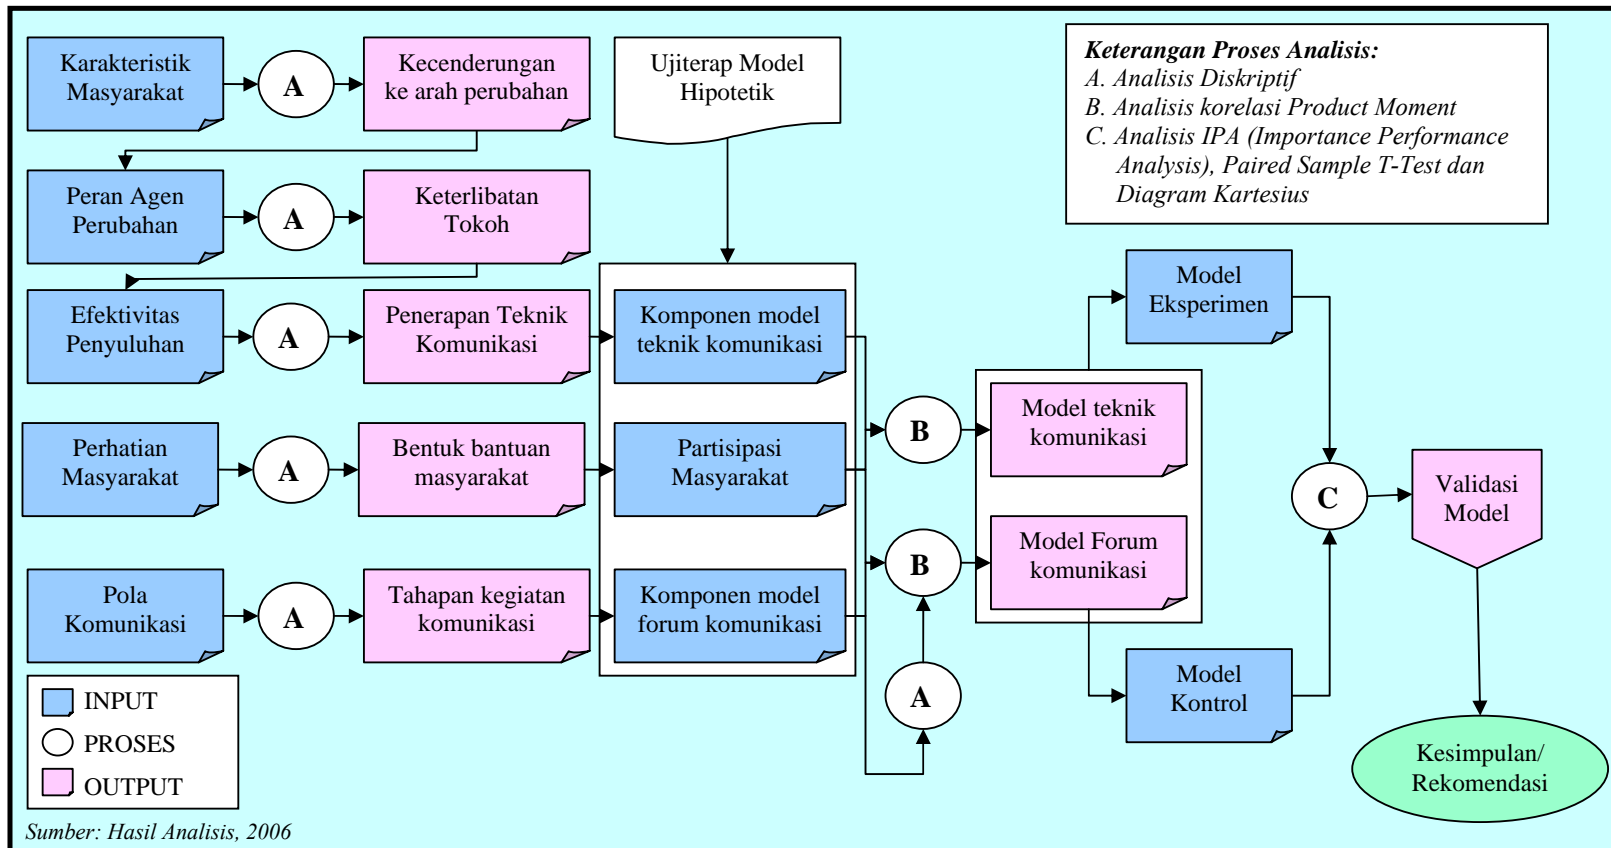 Karakteristik
Masyarakat
A
Kecenderungan
ke arah perubahan
Ujiterap Model
Hipotetik
Keterangan Proses Analisis:
A. Analisis Diskriptif
B. Analisis korelasi Product Moment
C. Analisis IPA (Importance Performance
Analysis), Paired Sample T-Test dan
Diagram Kartesius
Peran Agen
Perubahan
A
Keterlibatan
Tokoh
Efektivitas
Penyuluhan
A
Penerapan Teknik
Komunikasi
Komponen model
teknik komunikasi
Model
Eksperimen
Perhatian
Masyarakat
A
Bentuk bantuan
masyarakat
Partisipasi
Masyarakat
B
Model teknik
komunikasi
C
Validasi
Model
Pola
Komunikasi
A
Tahapan kegiatan
komunikasi
Komponen model
forum komunikasi
B
Model Forum
komunikasi
A
Model
Kontrol
Kesimpulan/
Rekomendasi
INPUT
PROSES
OUTPUT
Sumber: Hasil Analisis, 2006